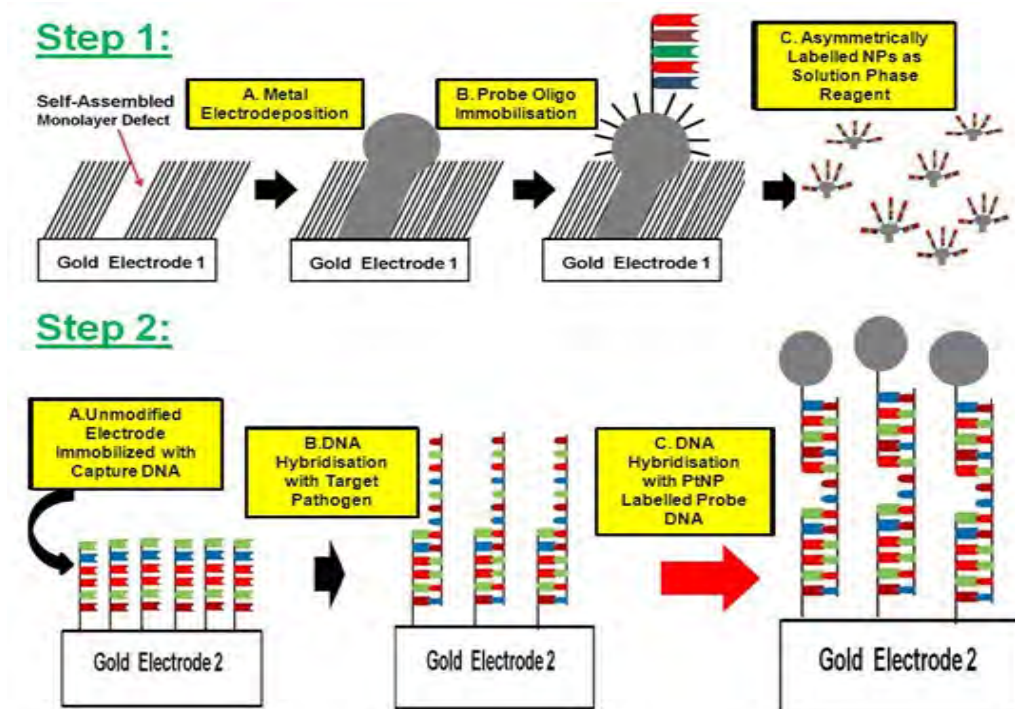 Step 1:
Self-Assembled
Monolayer Defect
A. Metal
Electrodeposition
B. Probe Oligo
Immobilisation
C. Asymmetrically
Labelled NPs as
Solution Phase
Reagent
Gold Electrode 1
Gold Electrode 1
Gold Electrode 1
Step 2:
A.Unmodified
Electrode
Immobilized with
Capture DNA
B.DNA
Hybridisation
with Target
Pathogen
C. DNA
Hybridisation
with PtNP
Labelled Probe
DNA
Gold Electrode 2
Gold Electrode 2
Gold Electrode 2